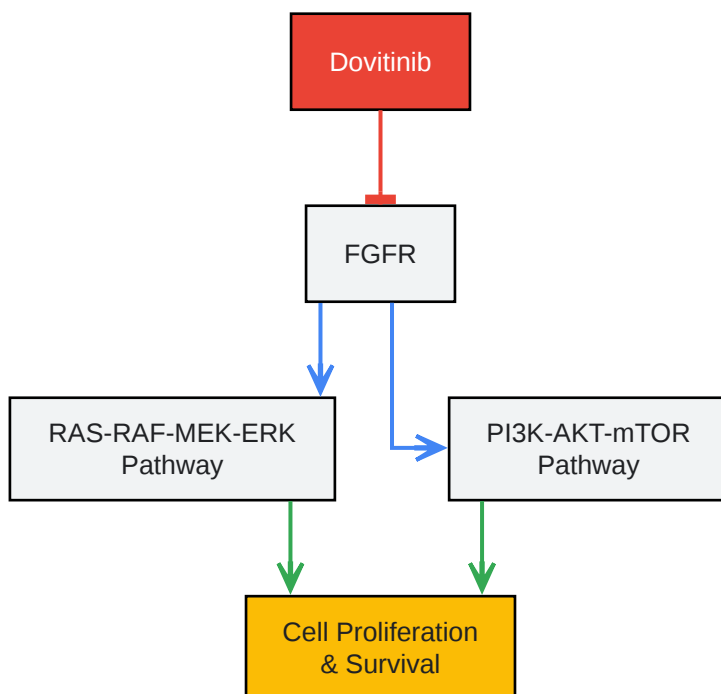 Dovitinib
FGFR
RAS-RAF-MEK-ERK
Pathway
PI3K-AKT-mTOR
Pathway
Cell Proliferation
& Survival